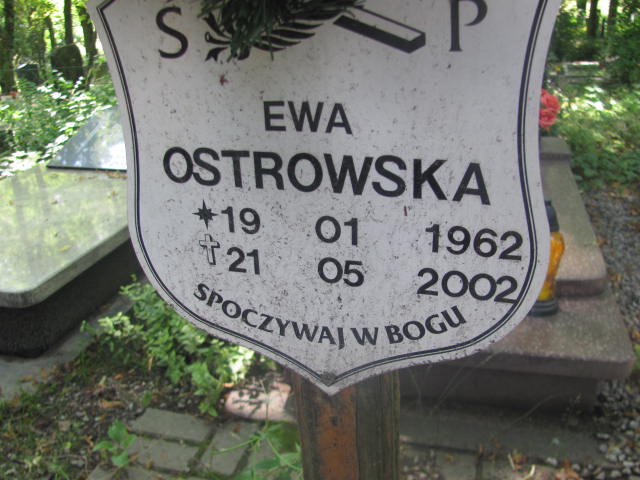 Ś P
EWA
OSTROWSKA
19 01 1962
21 05 2002
SPOCZYWAJ W BOGU